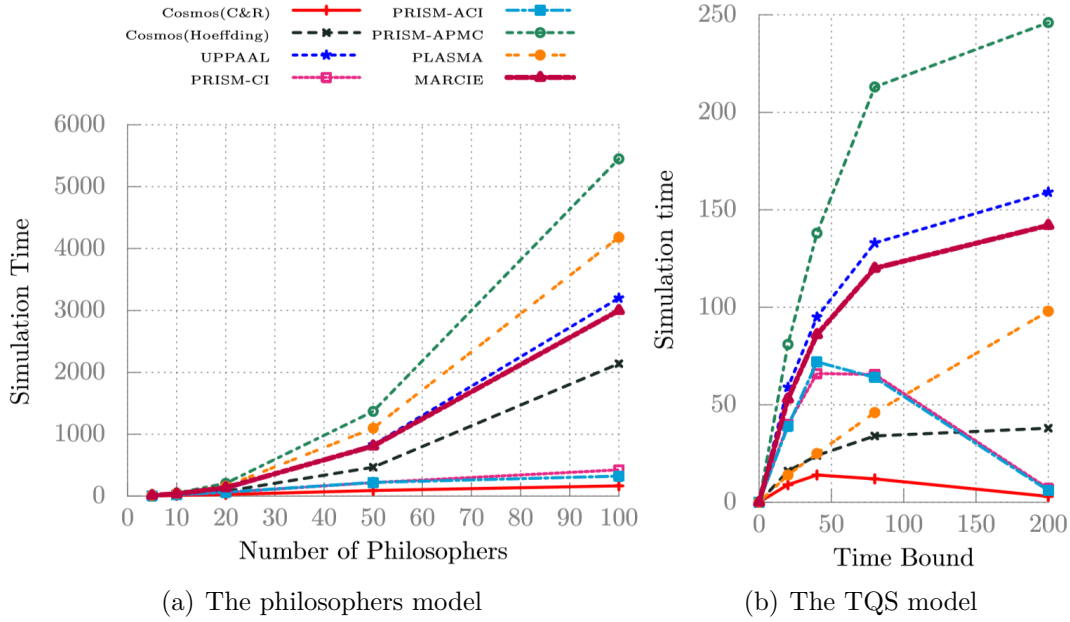 Cosmos(C&R)
Cosmos(Hoeffding)
UPPAAL
PRISM-CI
PRISM-ACI
PRISM-APMC
PLASMA
MARCIE
Simulation Time
6000
5000
4000
3000
2000
1000
0
0 10 20 30 40 50 60 70 80 90 100
Number of Philosophers
(a) The philosophers model
Simulation time
250
200
150
100
50
0
0 50 100 150 200
Time Bound
(b) The TQS model